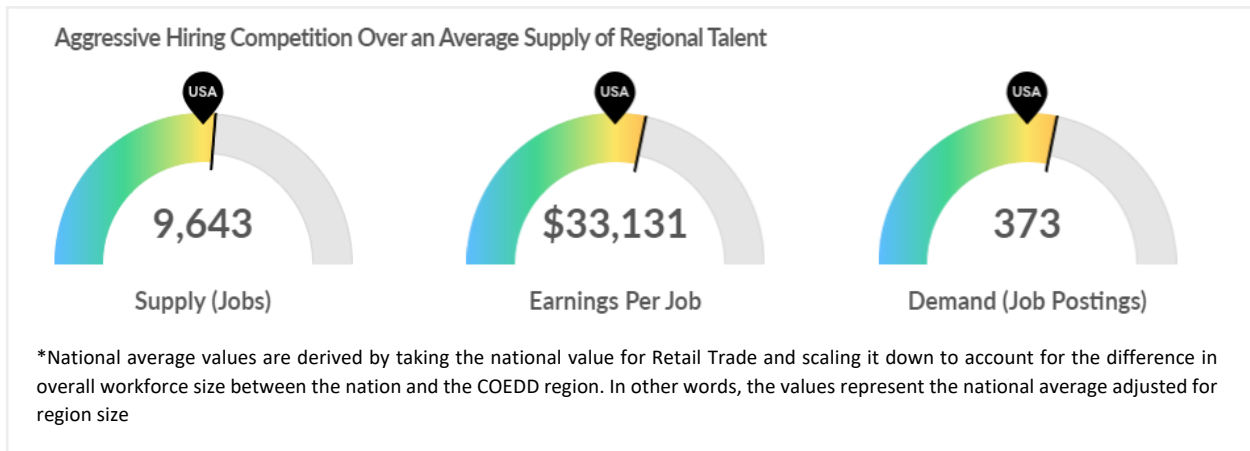 Aggressive Hiring Competition Over an Average Supply of Regional Talent
USA
USA
USA
9,643
$33,131
373
Supply (Jobs)
Earnings Per Job
Demand (Job Postings)
*National average values are derived by taking the national value for Retail Trade and scaling it down to account for the difference in
overall workforce size between the nation and the COEDD region. In other words, the values represent the national average adjusted for
region size